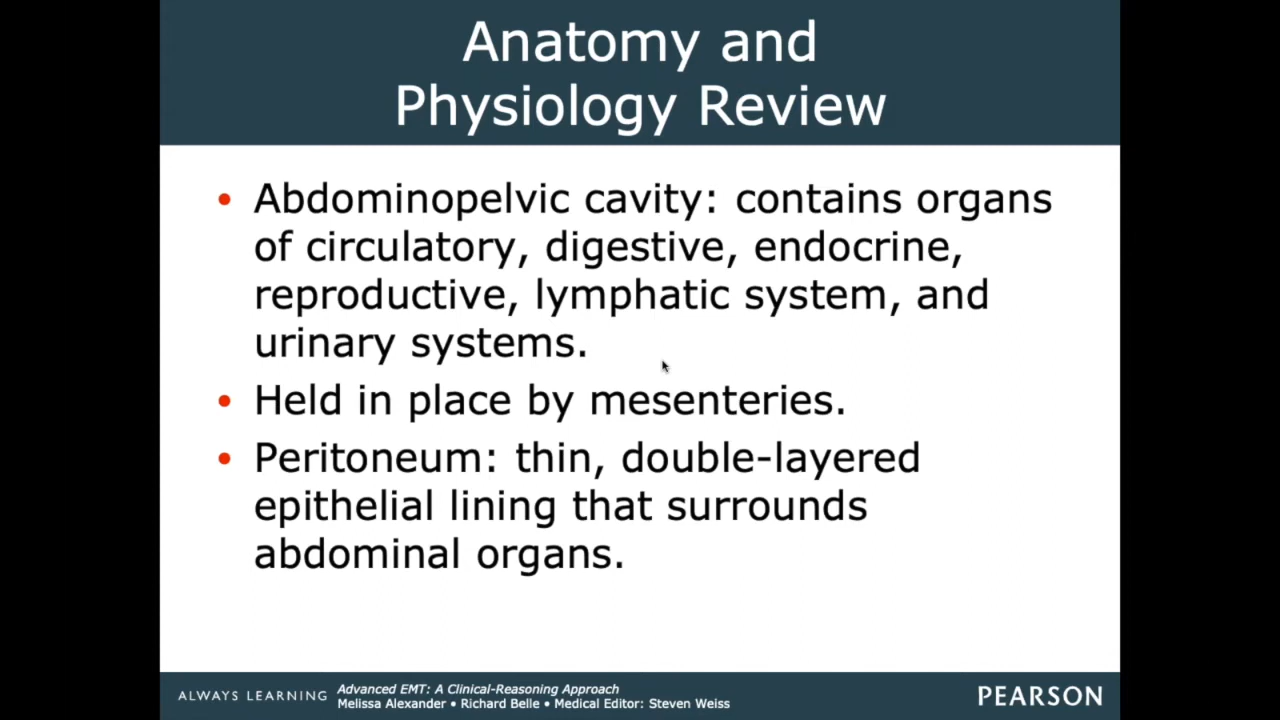 Anatomy and
Physiology Review
• Abdominopelvic cavity: contains organs
of circulatory, digestive, endocrine,
reproductive, lymphatic system, and
urinary systems.
• Held in place by mesenteries.
• Peritoneum: thin, double-layered
epithelial lining that surrounds
abdominal organs.
ALWAYS LEARNING
Advanced EMT: A Clinical-Reasoning Approach
Melissa Alexander • Richard Belle • Medical Editor: Steven Weiss
PEARSON